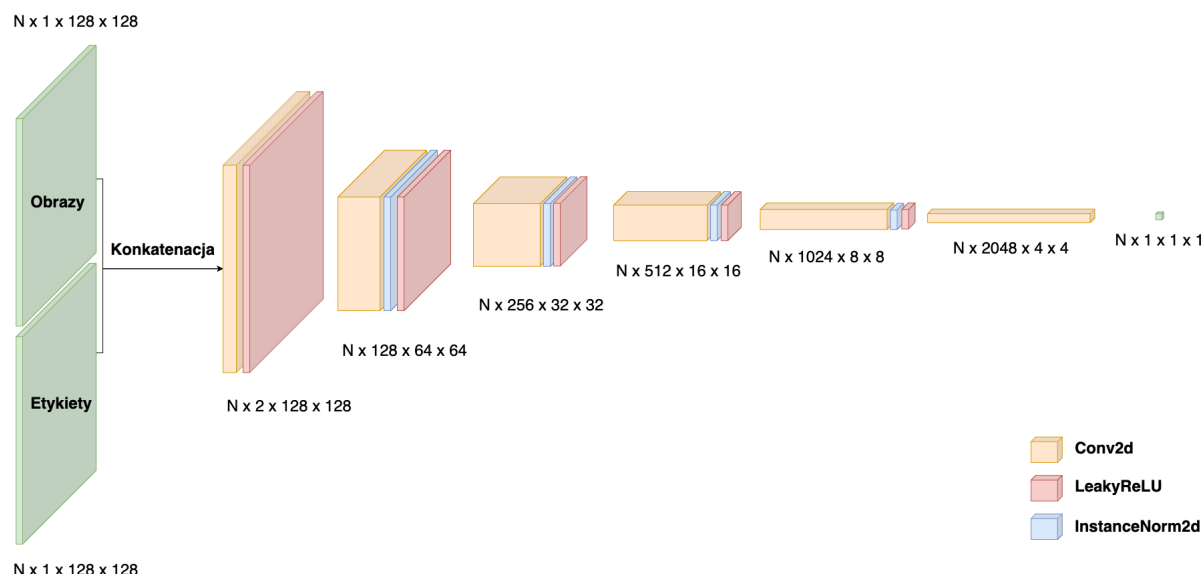 N x 1 x 128 x 128
Obrazy
Konkatenacja
Etykiety
N x 1 x 128 x 128
N x 2 x 128 x 128
N x 128 x 64 x 64
N x 256 x 32 x 32
N x 512 x 16 x 16
N x 1024 x 8 x 8
N x 2048 x 4 x 4
N x 1 x 1 x 1
Conv2d
LeakyReLU
InstanceNorm2d